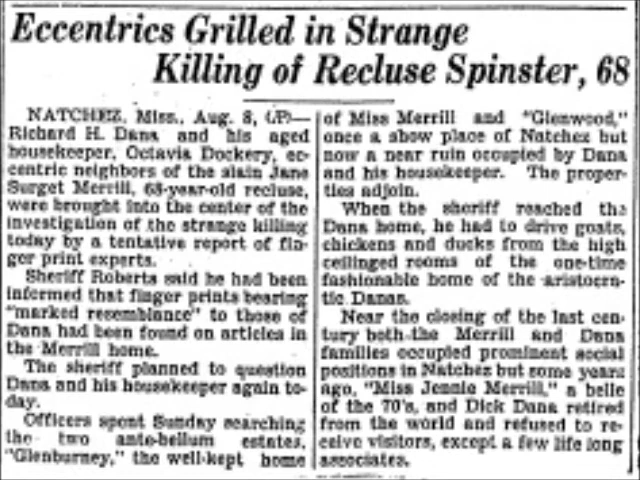 Eccentrics Grilled in Strange
Killing of Recluse Spinster, 68
NATCHEZ, Miss., Aug. 8, (AP)—
Richard H. Dana and his aged
housekeeper, Octavia Dockery, ec-
centric neighbors of the slain Jane
Surget Merrill, 68-year-old recluse,
were brought into the center of the
investigation of the strange killing
today by a tentative report of fin-
ger print experts.
Sheriff Roberts said he had been
informed that finger prints bearing
"marked resemblance" to those of
Dana had been found on articles in
the Merrill home.
The sheriff planned to question
Dana and his housekeeper again to-
day.
Officers spent Sunday searching
the two ante-bellum estates,
"Glenburney," the well-kept home
of Miss Merrill and "Glenwood,"
once a show place of Natchez but
now a near ruin occupied by Dana
and his housekeeper. The proper-
ties adjoin.
When the sheriff reached the
Dana home, he had to drive goats,
chickens and ducks from the high
ceilinged rooms of the one-time
fashionable home of the aristocra-
tic Danas.
Near the closing of the last cen-
tury both the Merrill and Dana
families occupied prominent social
positions in Natchez but some years
ago, "Miss Jennie Merrill," a belle
of the 70's, and Dick Dana retired
from the world and refused to re-
ceive visitors, except a few life long
associates.